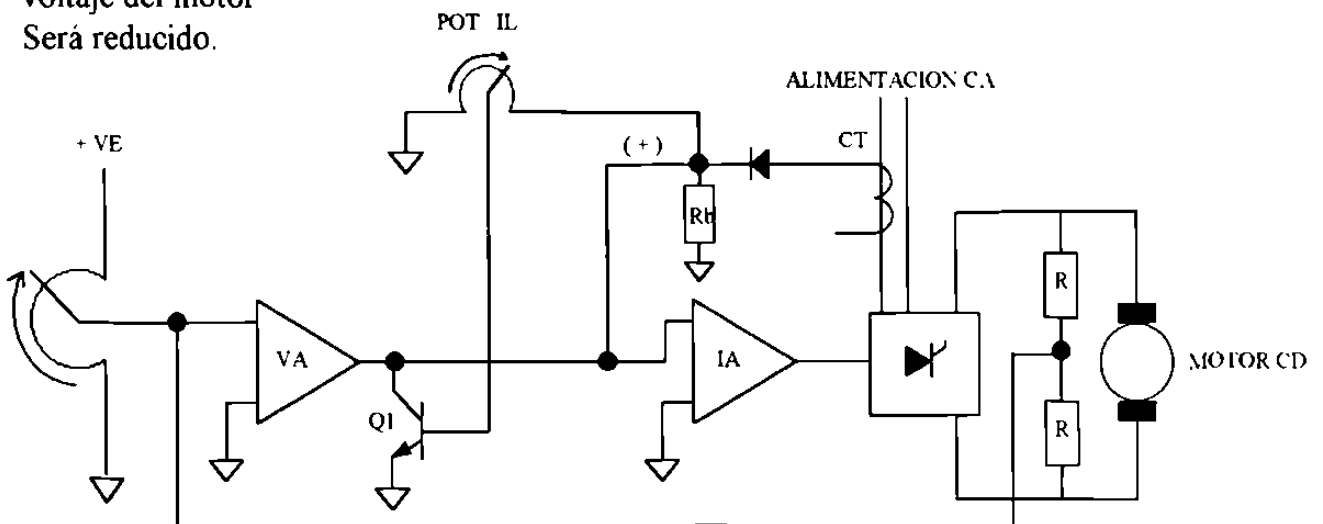 voltaje del motor
Será reducido.
POT IL
ALIMENTACION CA
+ VE
( + )
CT
Rb
R
VA
IA
MOTOR CD
Q1
R